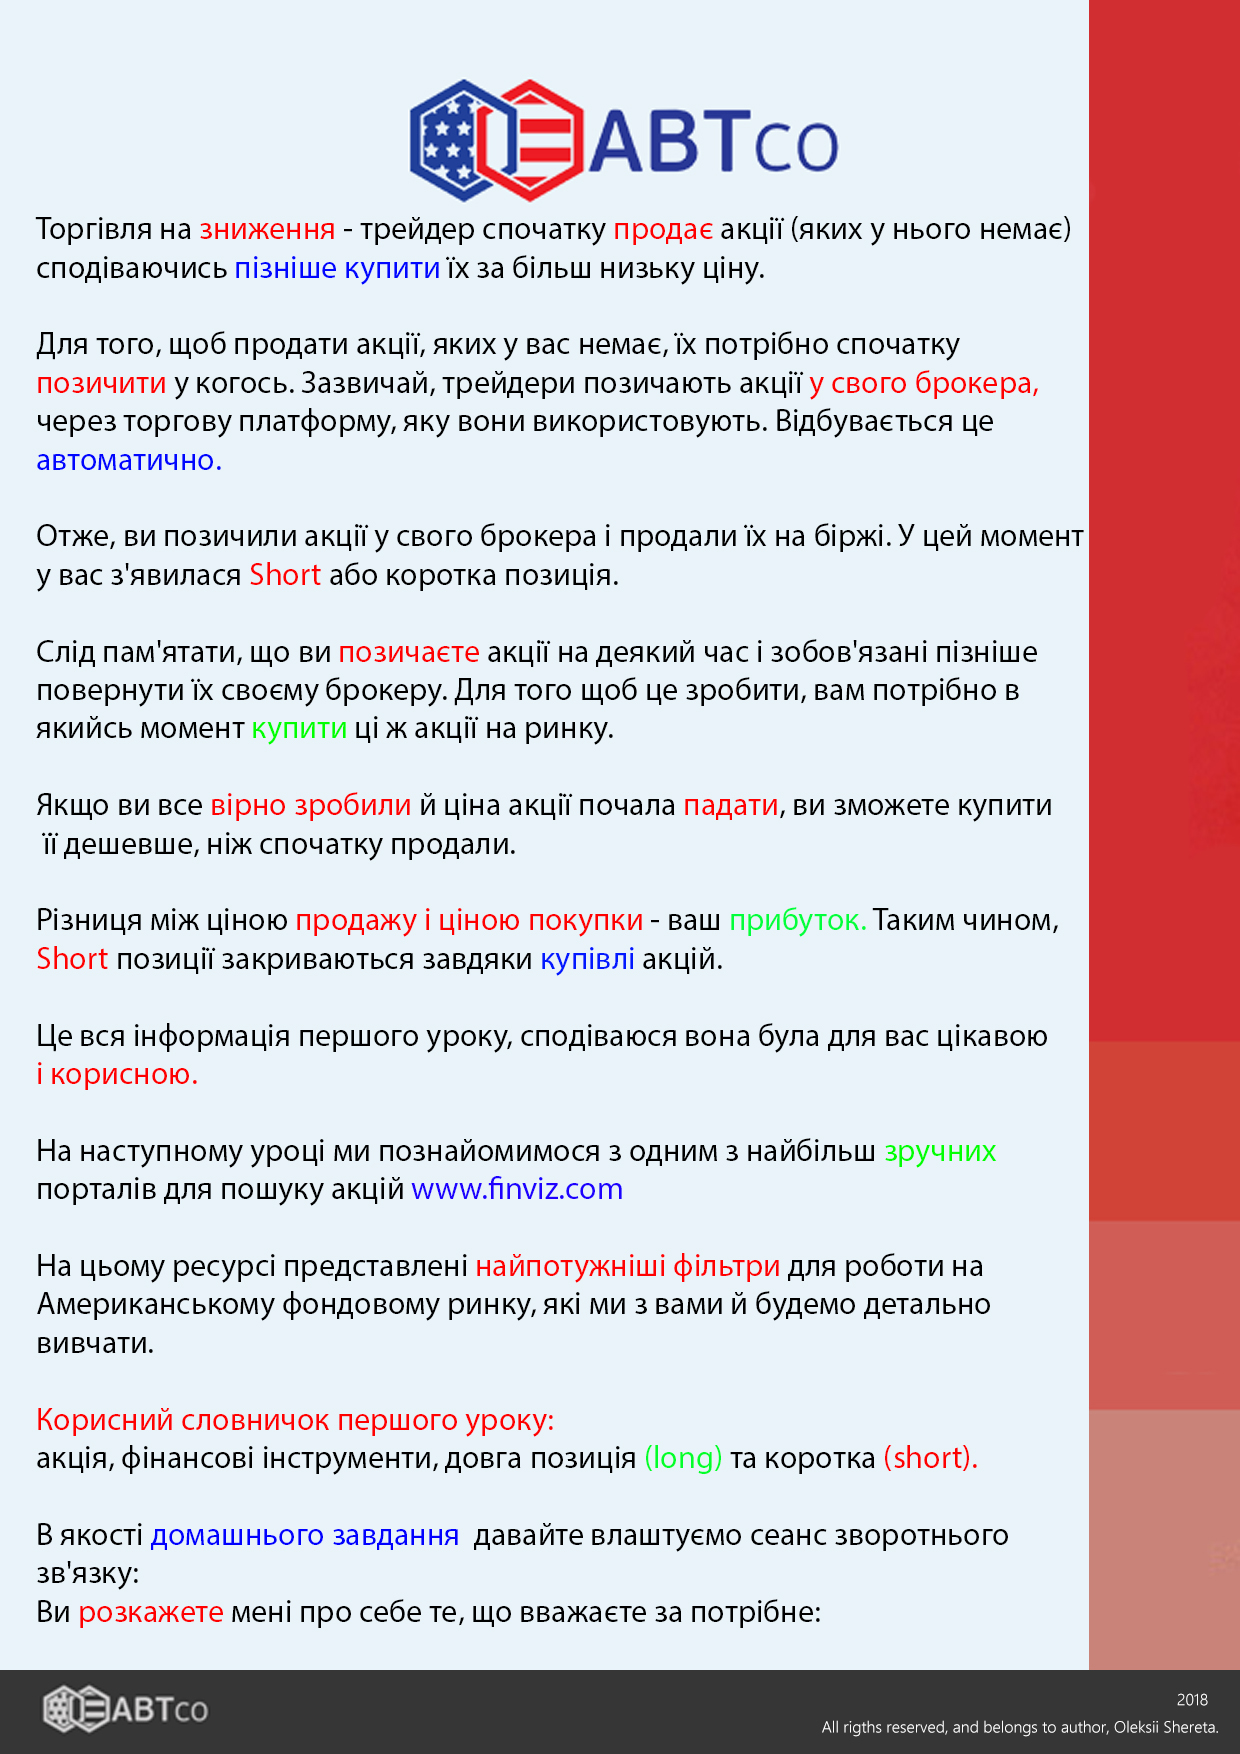 ABTco
Торгівля на зниження - трейдер спочатку продає акції (яких у нього немає)
сподіваючись пізніше купити їх за більш низьку ціну.
Для того, щоб продати акції, яких у вас немає, їх потрібно спочатку
позичити у когось. Зазвичай, трейдери позичають акції у свого брокера,
через торгову платформу, яку вони використовують. Відбувається це
автоматично.
Отже, ви позичили акції у свого брокера і продали їх на біржі. У цей момент
у вас з'явилася Short або коротка позиція.
Слід пам'ятати, що ви позичаєте акції на деякий час і зобов'язані пізніше
повернути їх своєму брокеру. Для того щоб це зробити, вам потрібно в
якийсь момент купити ці ж акції на ринку.
Якщо ви все вірно зробили й ціна акції почала падати, ви зможете купити
її дешевше, ніж спочатку продали.
Різниця між ціною продажу і ціною покупки - ваш прибуток. Таким чином,
Short позиції закриваються завдяки купівлі акцій.
Це вся інформація першого уроку, сподіваюся вона була для вас цікавою
і корисною.
На наступному уроці ми познайомимося з одним з найбільш зручних
порталів для пошуку акцій www.finviz.com
На цьому ресурсі представлені найпотужніші фільтри для роботи на
Американському фондовому ринку, які ми з вами й будемо детально
вивчати.
Корисний словничок першого уроку:
акція, фінансові інструменти, довга позиція (long) та коротка (short).
В якості домашнього завдання давайте влаштуємо сеанс зворотнього
зв'язку:
Ви розкажете мені про себе те, що вважаєте за потрібне:
ABTco
2018
All rigths reserved, and belongs to author, Oleksii Shereta.